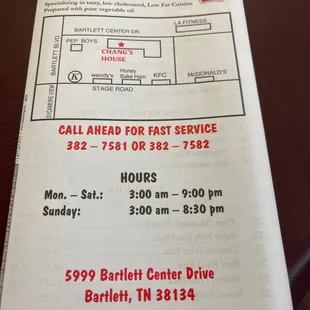 Specializing in tasty, low cholesterol, Low Fat Cuisine
Prepared with pure vegetable oil
LA FITNESS
BARTLETT CENTER DR.
BARTLETT BLVD
PEP BOYS
CHANG'S
HOUSE
K
wendy's
Honey
Bake Ham
KFC
McDONALD'S
SYCAMORE VIEW
STAGE ROAD
CALL AHEAD FOR FAST SERVICE
382 – 7581 OR 382 – 7582
HOURS
Mon. – Sat.: 3:00 am – 9:00 pm
Sunday: 3:00 am – 8:30 pm
5999 Bartlett Center Drive
Bartlett, TN 38134